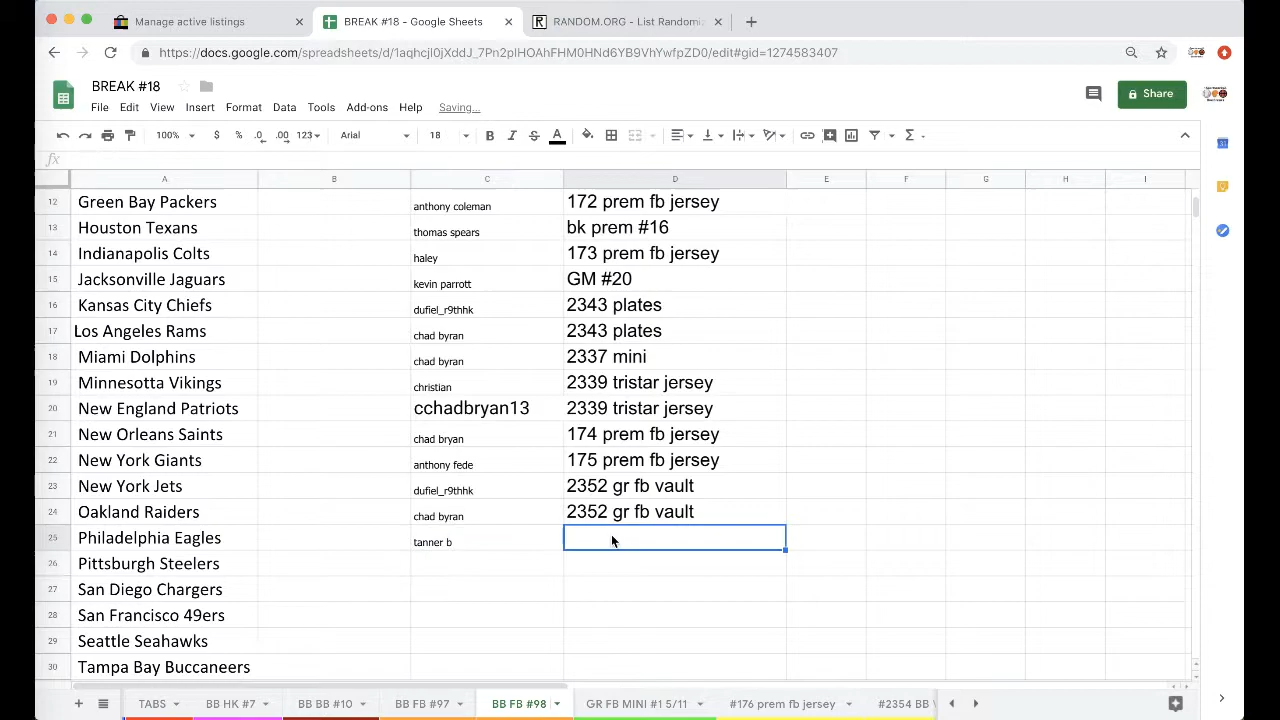 Manage active listings
BREAK #18 - Google Sheets
RANDOM.ORG - List Randomiz
https://docs.google.com/spreadsheets/d/1aqhcjI0jXddJ_7Pn2pIHOAhFHM0HNd6YB9VhYwfpZD0/edit#gid=1274583407
BREAK #18
File Edit View Insert Format Data Tools Add-ons Help Saving...
Share
100% $ % .0 .00 123 Arial 18 B I S A
fx
A B C D E F G H I
12 Green Bay Packers anthony coleman 172 prem fb jersey
13 Houston Texans thomas spears bk prem #16
14 Indianapolis Colts haley 173 prem fb jersey
15 Jacksonville Jaguars kevin parrott GM #20
16 Kansas City Chiefs dufiel_r9thhk 2343 plates
17 Los Angeles Rams chad byran 2343 plates
18 Miami Dolphins chad byran 2337 mini
19 Minnesotta Vikings christian 2339 tristar jersey
20 New England Patriots cchadbryan13 2339 tristar jersey
21 New Orleans Saints chad bryan 174 prem fb jersey
22 New York Giants anthony fede 175 prem fb jersey
23 New York Jets dufiel_r9thhk 2352 gr fb vault
24 Oakland Raiders chad byran 2352 gr fb vault
25 Philadelphia Eagles tanner b
26 Pittsburgh Steelers
27 San Diego Chargers
28 San Francisco 49ers
29 Seattle Seahawks
30 Tampa Bay Buccaneers
TABS BB HK #7 BB BB #10 BB FB #97 BB FB #98 GR FB MINI #1 5/11 #176 prem fb jersey #2354 BB